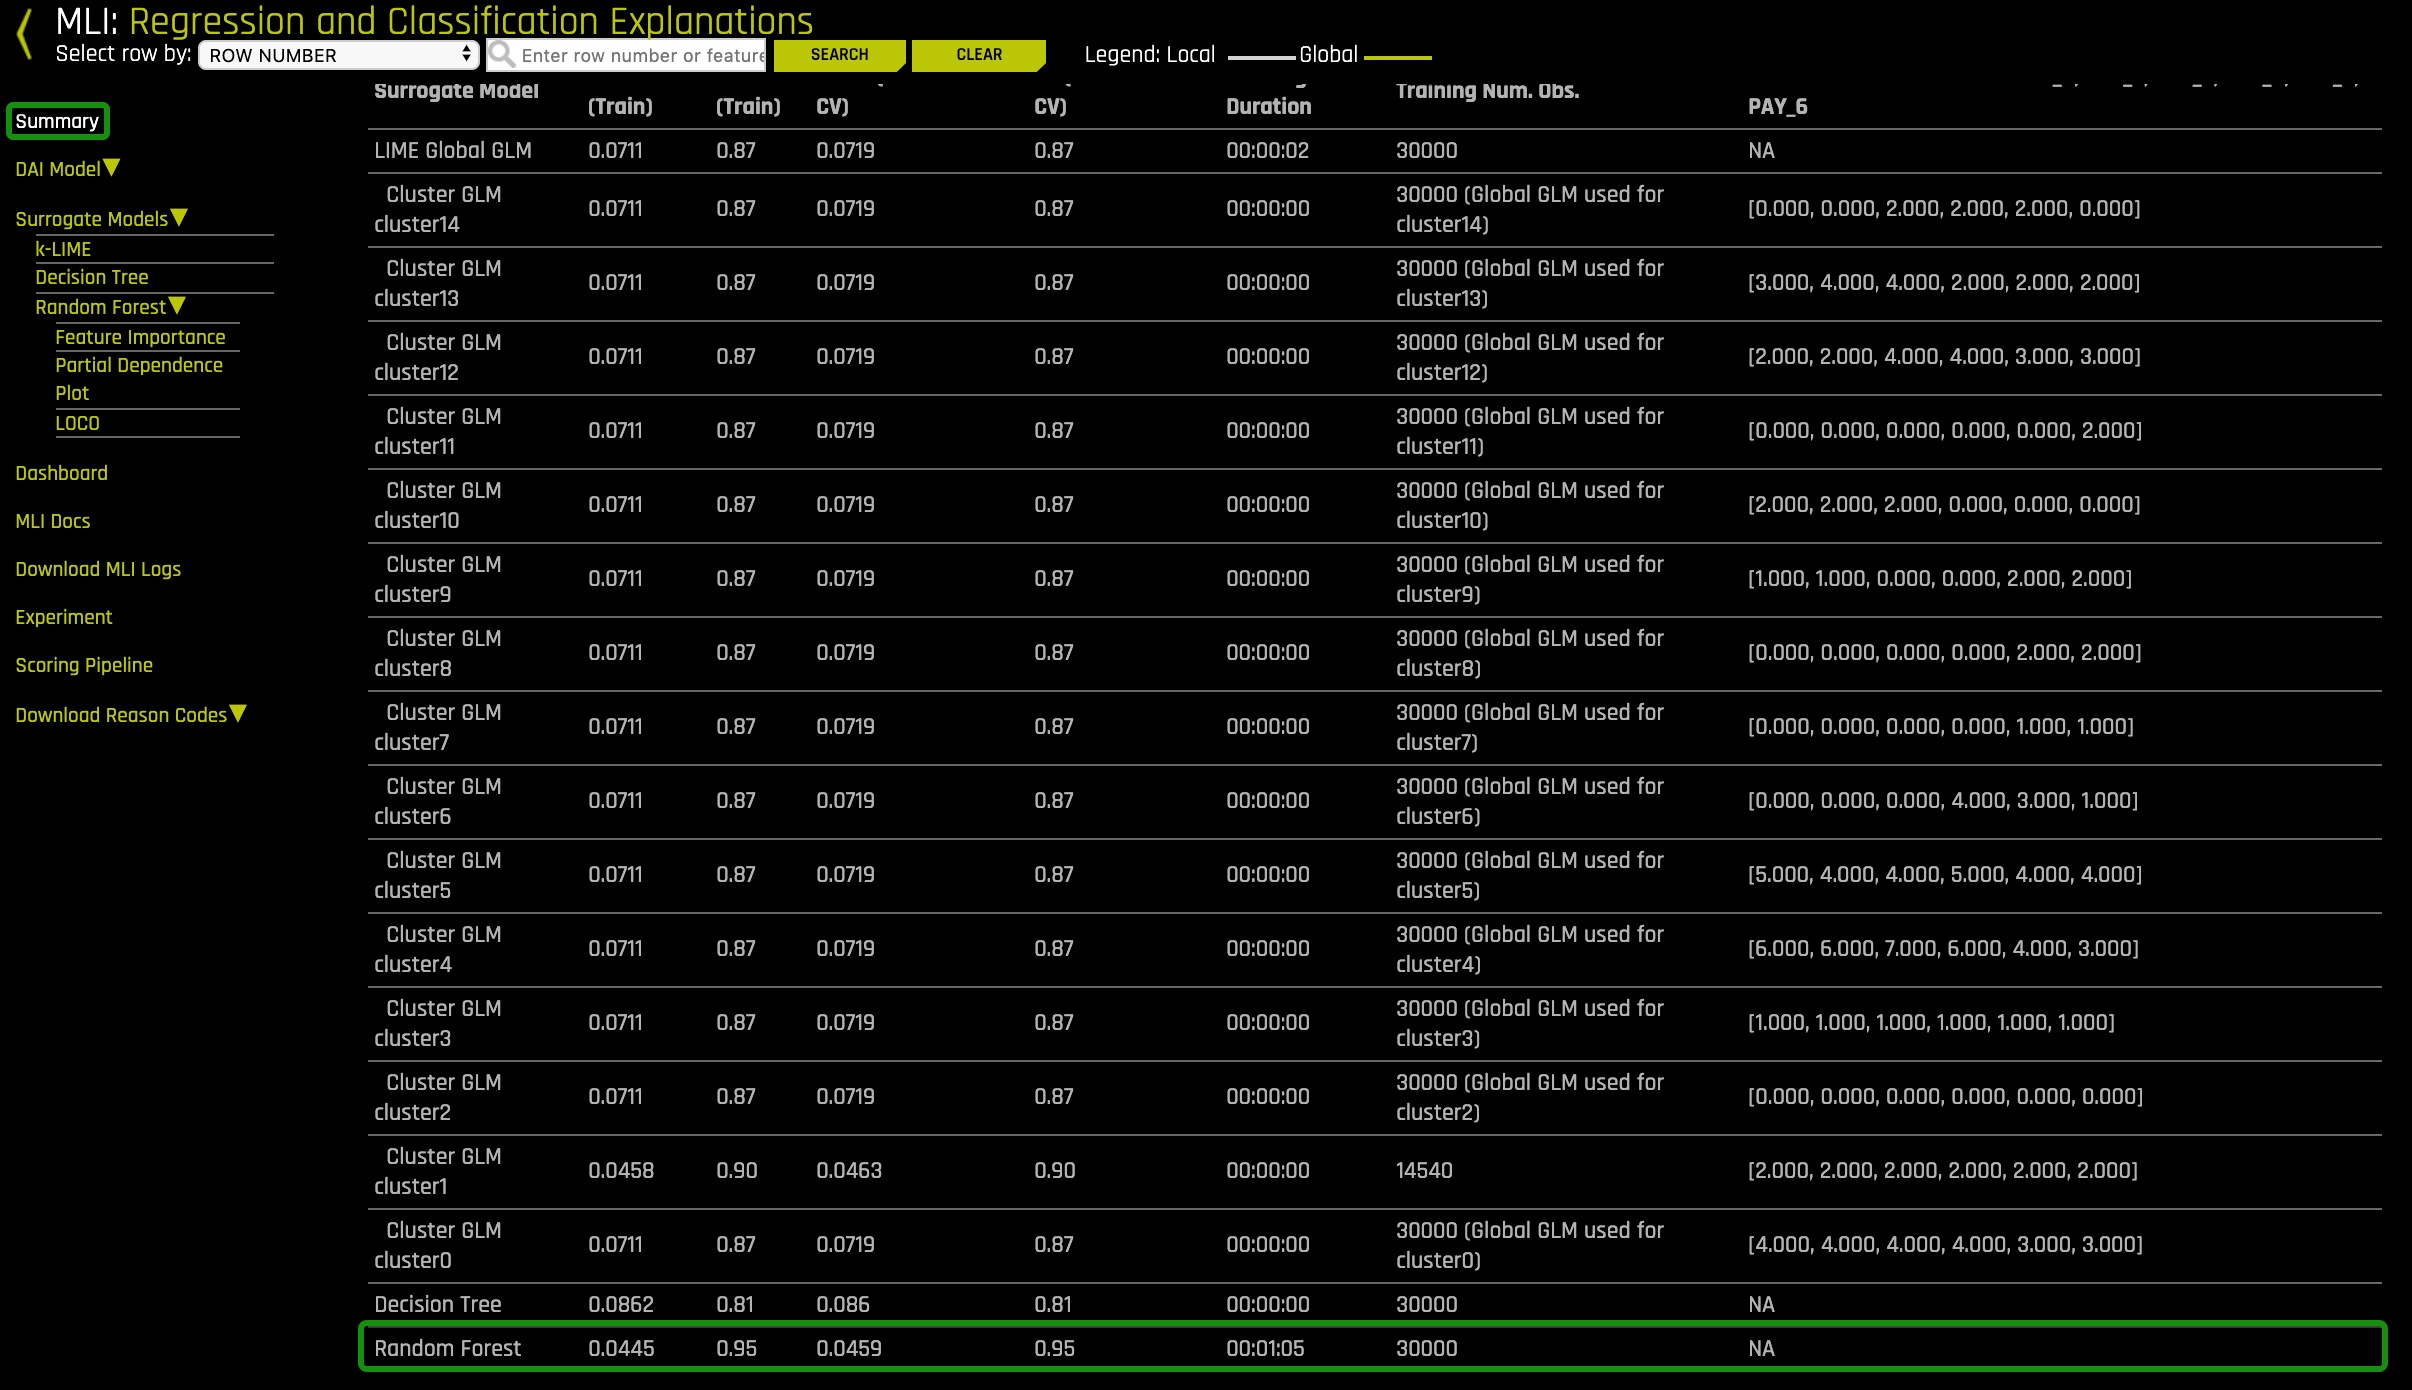 MLI: Regression and Classification Explanations
Select row by: ROW NUMBER Enter row number or feature SEARCH CLEAR Legend: Local Global
Summary
DAI Model▼
Surrogate Models▼
k-LIME
Decision Tree
Random Forest▼
Feature Importance
Partial Dependence
Plot
LOCO
Dashboard
MLI Docs
Download MLI Logs
Experiment
Scoring Pipeline
Download Reason Codes▼
Surrogate Model (Train) (Train) CV) CV) Duration Training Num. Obs. PAY_6
LIME Global GLM 0.0711 0.87 0.0719 0.87 00:00:02 30000 NA
Cluster GLM
cluster14 0.0711 0.87 0.0719 0.87 00:00:00 30000 (Global GLM used for
cluster14) [0.000, 0.000, 2.000, 2.000, 2.000, 0.000]
Cluster GLM
cluster13 0.0711 0.87 0.0719 0.87 00:00:00 30000 (Global GLM used for
cluster13) [3.000, 4.000, 4.000, 2.000, 2.000, 2.000]
Cluster GLM
cluster12 0.0711 0.87 0.0719 0.87 00:00:00 30000 (Global GLM used for
cluster12) [2.000, 2.000, 4.000, 4.000, 3.000, 3.000]
Cluster GLM
cluster11 0.0711 0.87 0.0719 0.87 00:00:00 30000 (Global GLM used for
cluster11) [0.000, 0.000, 0.000, 0.000, 0.000, 2.000]
Cluster GLM
cluster10 0.0711 0.87 0.0719 0.87 00:00:00 30000 (Global GLM used for
cluster10) [2.000, 2.000, 2.000, 0.000, 0.000, 0.000]
Cluster GLM
cluster9 0.0711 0.87 0.0719 0.87 00:00:00 30000 (Global GLM used for
cluster9) [1.000, 1.000, 0.000, 0.000, 2.000, 2.000]
Cluster GLM
cluster8 0.0711 0.87 0.0719 0.87 00:00:00 30000 (Global GLM used for
cluster8) [0.000, 0.000, 0.000, 0.000, 2.000, 2.000]
Cluster GLM
cluster7 0.0711 0.87 0.0719 0.87 00:00:00 30000 (Global GLM used for
cluster7) [0.000, 0.000, 0.000, 0.000, 1.000, 1.000]
Cluster GLM
cluster6 0.0711 0.87 0.0719 0.87 00:00:00 30000 (Global GLM used for
cluster6) [0.000, 0.000, 0.000, 4.000, 3.000, 1.000]
Cluster GLM
cluster5 0.0711 0.87 0.0719 0.87 00:00:00 30000 (Global GLM used for
cluster5) [5.000, 4.000, 4.000, 5.000, 4.000, 4.000]
Cluster GLM
cluster4 0.0711 0.87 0.0719 0.87 00:00:00 30000 (Global GLM used for
cluster4) [6.000, 6.000, 7.000, 6.000, 4.000, 3.000]
Cluster GLM
cluster3 0.0711 0.87 0.0719 0.87 00:00:00 30000 (Global GLM used for
cluster3) [1.000, 1.000, 1.000, 1.000, 1.000, 1.000]
Cluster GLM
cluster2 0.0711 0.87 0.0719 0.87 00:00:00 30000 (Global GLM used for
cluster2) [0.000, 0.000, 0.000, 0.000, 0.000, 0.000]
Cluster GLM
cluster1 0.0458 0.90 0.0463 0.90 00:00:00 14540 [2.000, 2.000, 2.000, 2.000, 2.000, 2.000]
Cluster GLM
cluster0 0.0711 0.87 0.0719 0.87 00:00:00 30000 (Global GLM used for
cluster0) [4.000, 4.000, 4.000, 4.000, 3.000, 3.000]
Decision Tree 0.0862 0.81 0.086 0.81 00:00:00 30000 NA
Random Forest 0.0445 0.95 0.0459 0.95 00:01:05 30000 NA